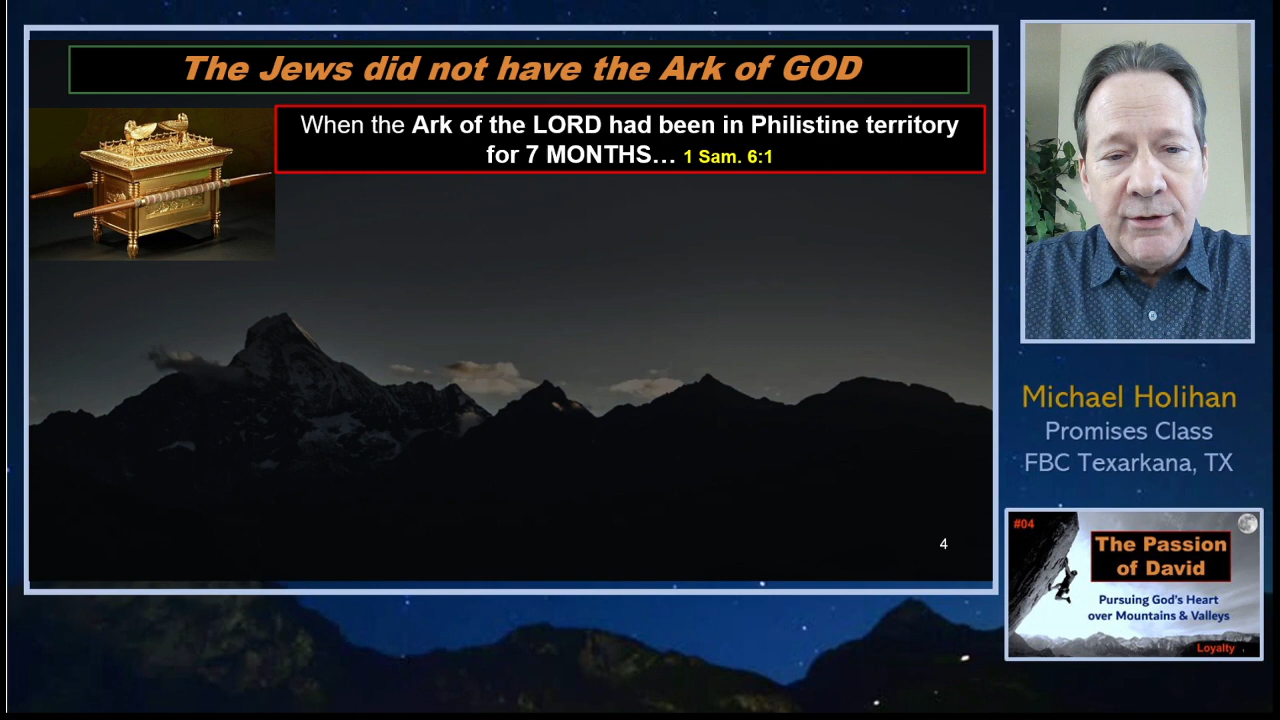 The Jews did not have the Ark of GOD
When the Ark of the LORD had been in Philistine territory
for 7 MONTHS… 1 Sam. 6:1
4
Michael Holihan
Promises Class
FBC Texarkana, TX
#04
The Passion
of David
Pursuing God's Heart
over Mountains & Valleys
Loyalty